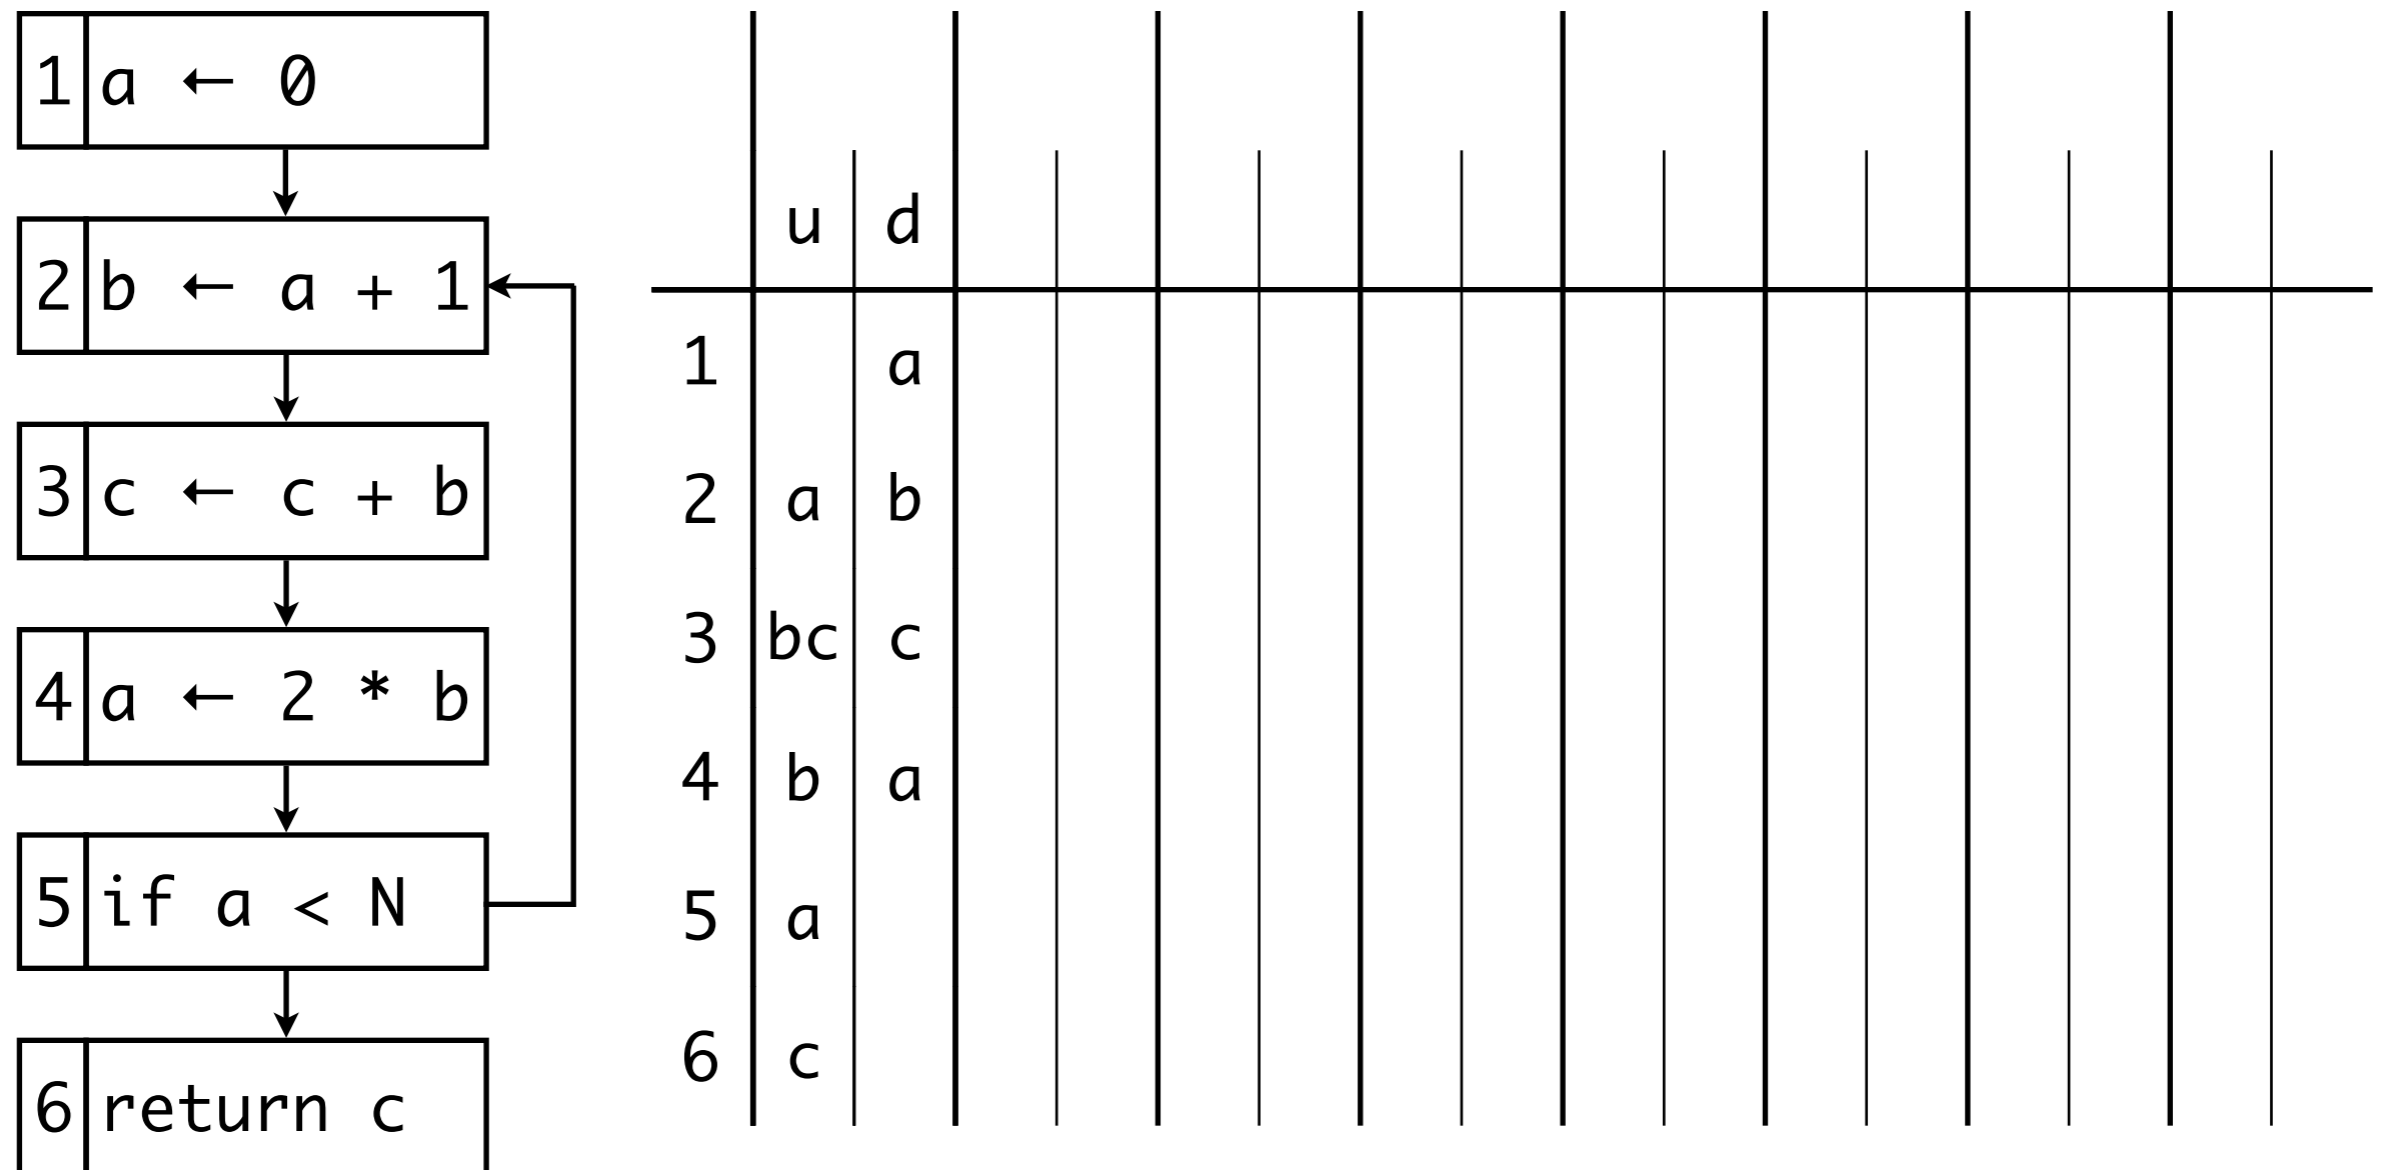 1 a ← 0
2 b ← a + 1
3 c ← c + b
4 a ← 2 * b
5 if a < N
6 return c
u d
1 a
2 a b
3 bc c
4 b a
5 a
6 c